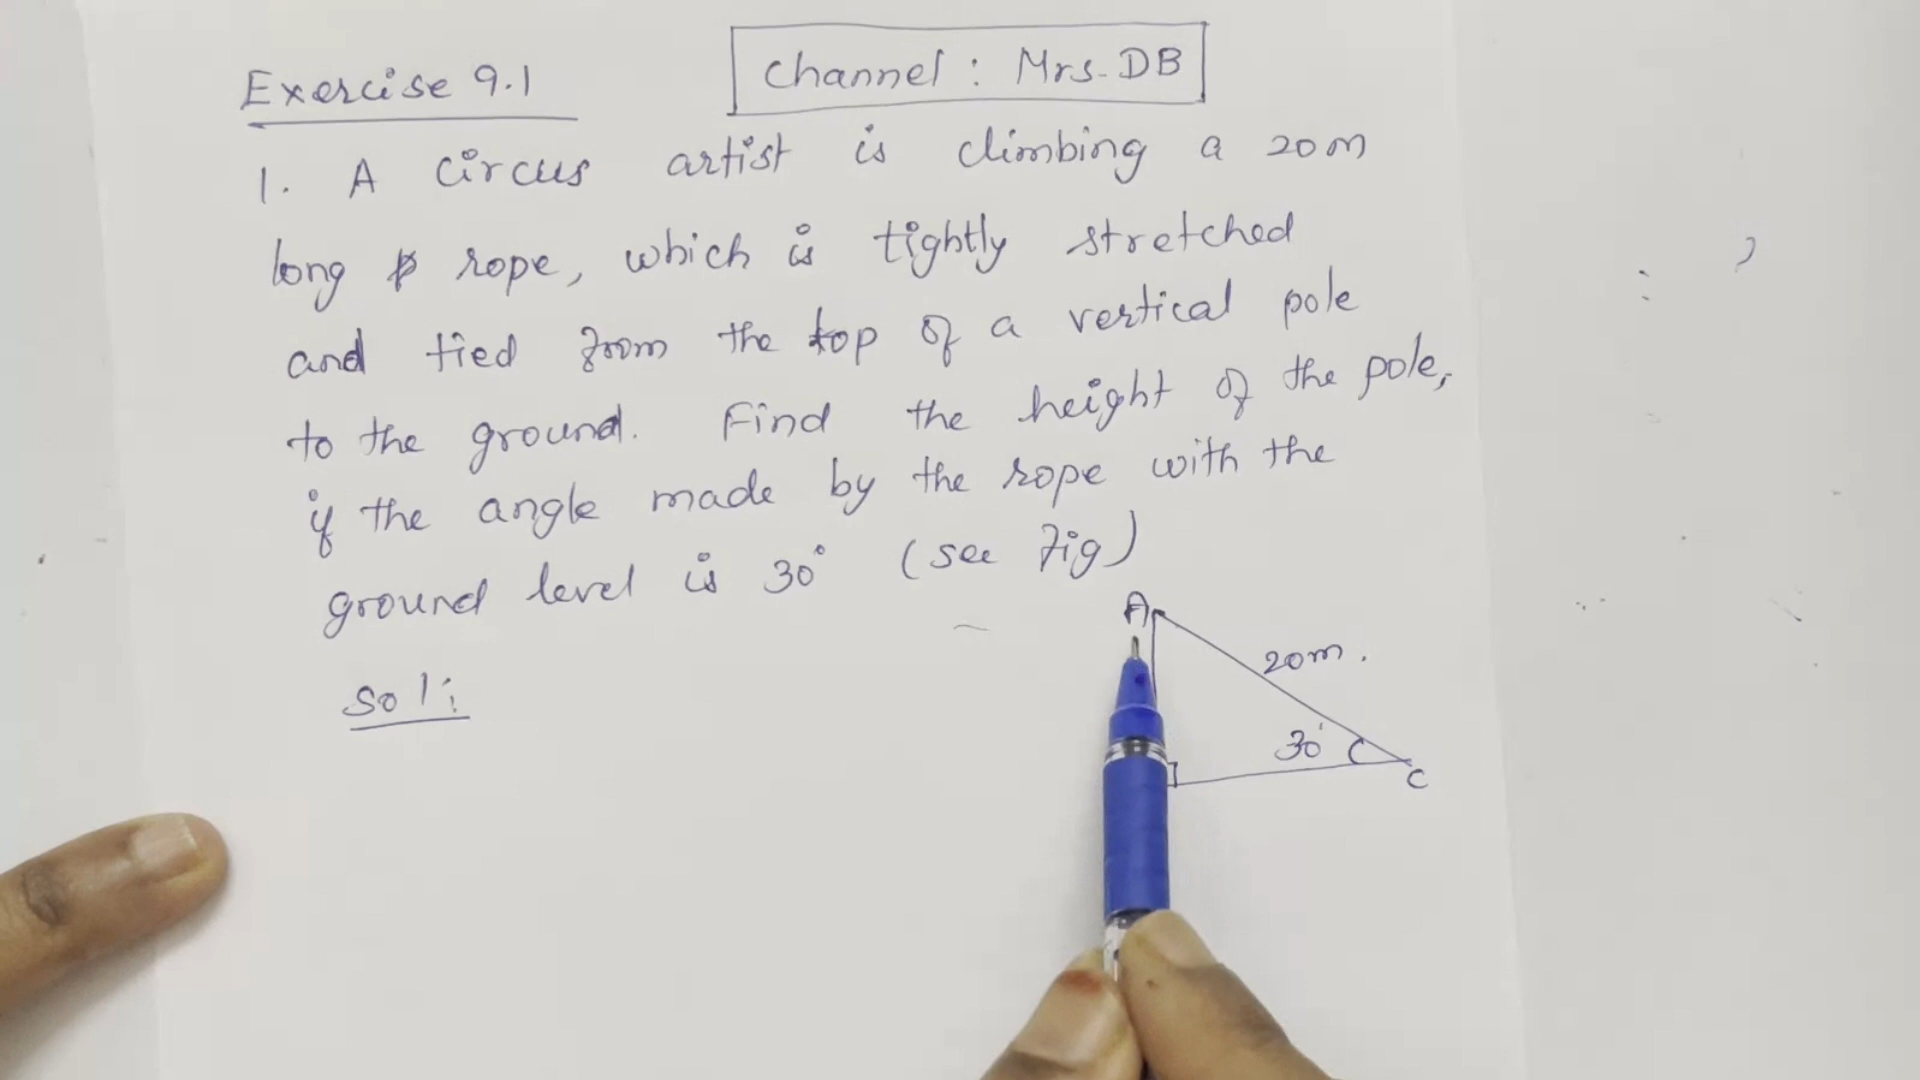 Exercise 9.1
Channel : Mrs. DB
1. A circus artist is climbing a 20m
long rope, which is tightly stretched
and tied from the top of a vertical pole
to the ground. Find the height of the pole,
if the angle made by the rope with the
ground level is 30° (see fig)
A
20m.
30°
C
Sol: